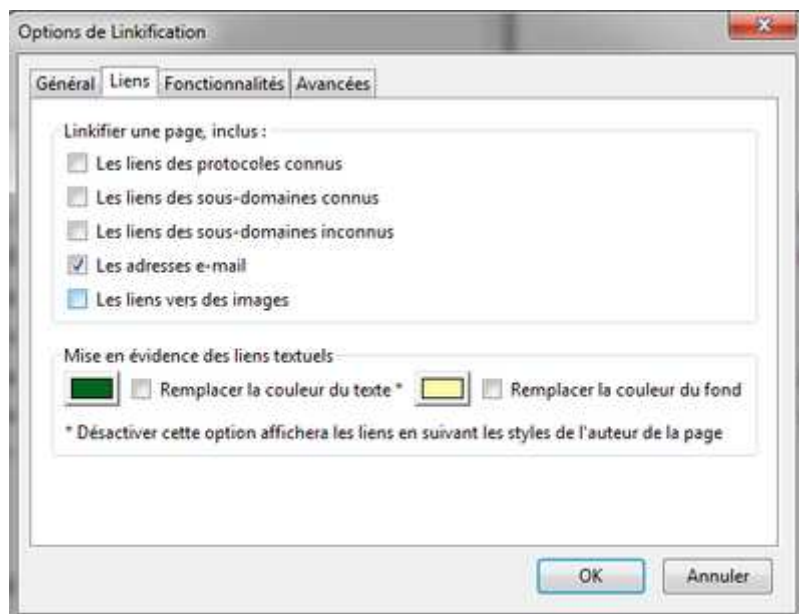 Options de Linkification
Général Liens Fonctionnalités Avancées
Linkifier une page, inclus :
Les liens des protocoles connus
Les liens des sous-domaines connus
Les liens des sous-domaines inconnus
Les adresses e-mail
Les liens vers des images
Mise en évidence des liens textuels
Remplacer la couleur du texte * Remplacer la couleur du fond
* Désactiver cette option affichera les liens en suivant les styles de l'auteur de la page
OK Annuler